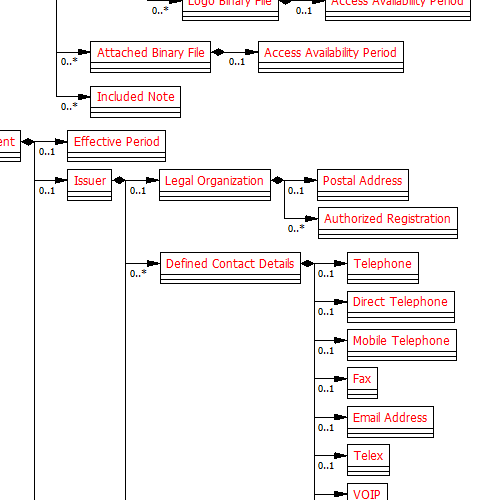 Logo Binary File
Access Availability Period
0..*
0..1
Attached Binary File
Access Availability Period
0..*
0..1
Included Note
0..*
ent
Effective Period
0..1
Issuer
Legal Organization
Postal Address
0..1
0..1
0..1
Authorized Registration
0..*
Defined Contact Details
Telephone
0..*
0..1
Direct Telephone
0..1
Mobile Telephone
0..1
Fax
0..1
Email Address
0..1
Telex
0..1
VOIP